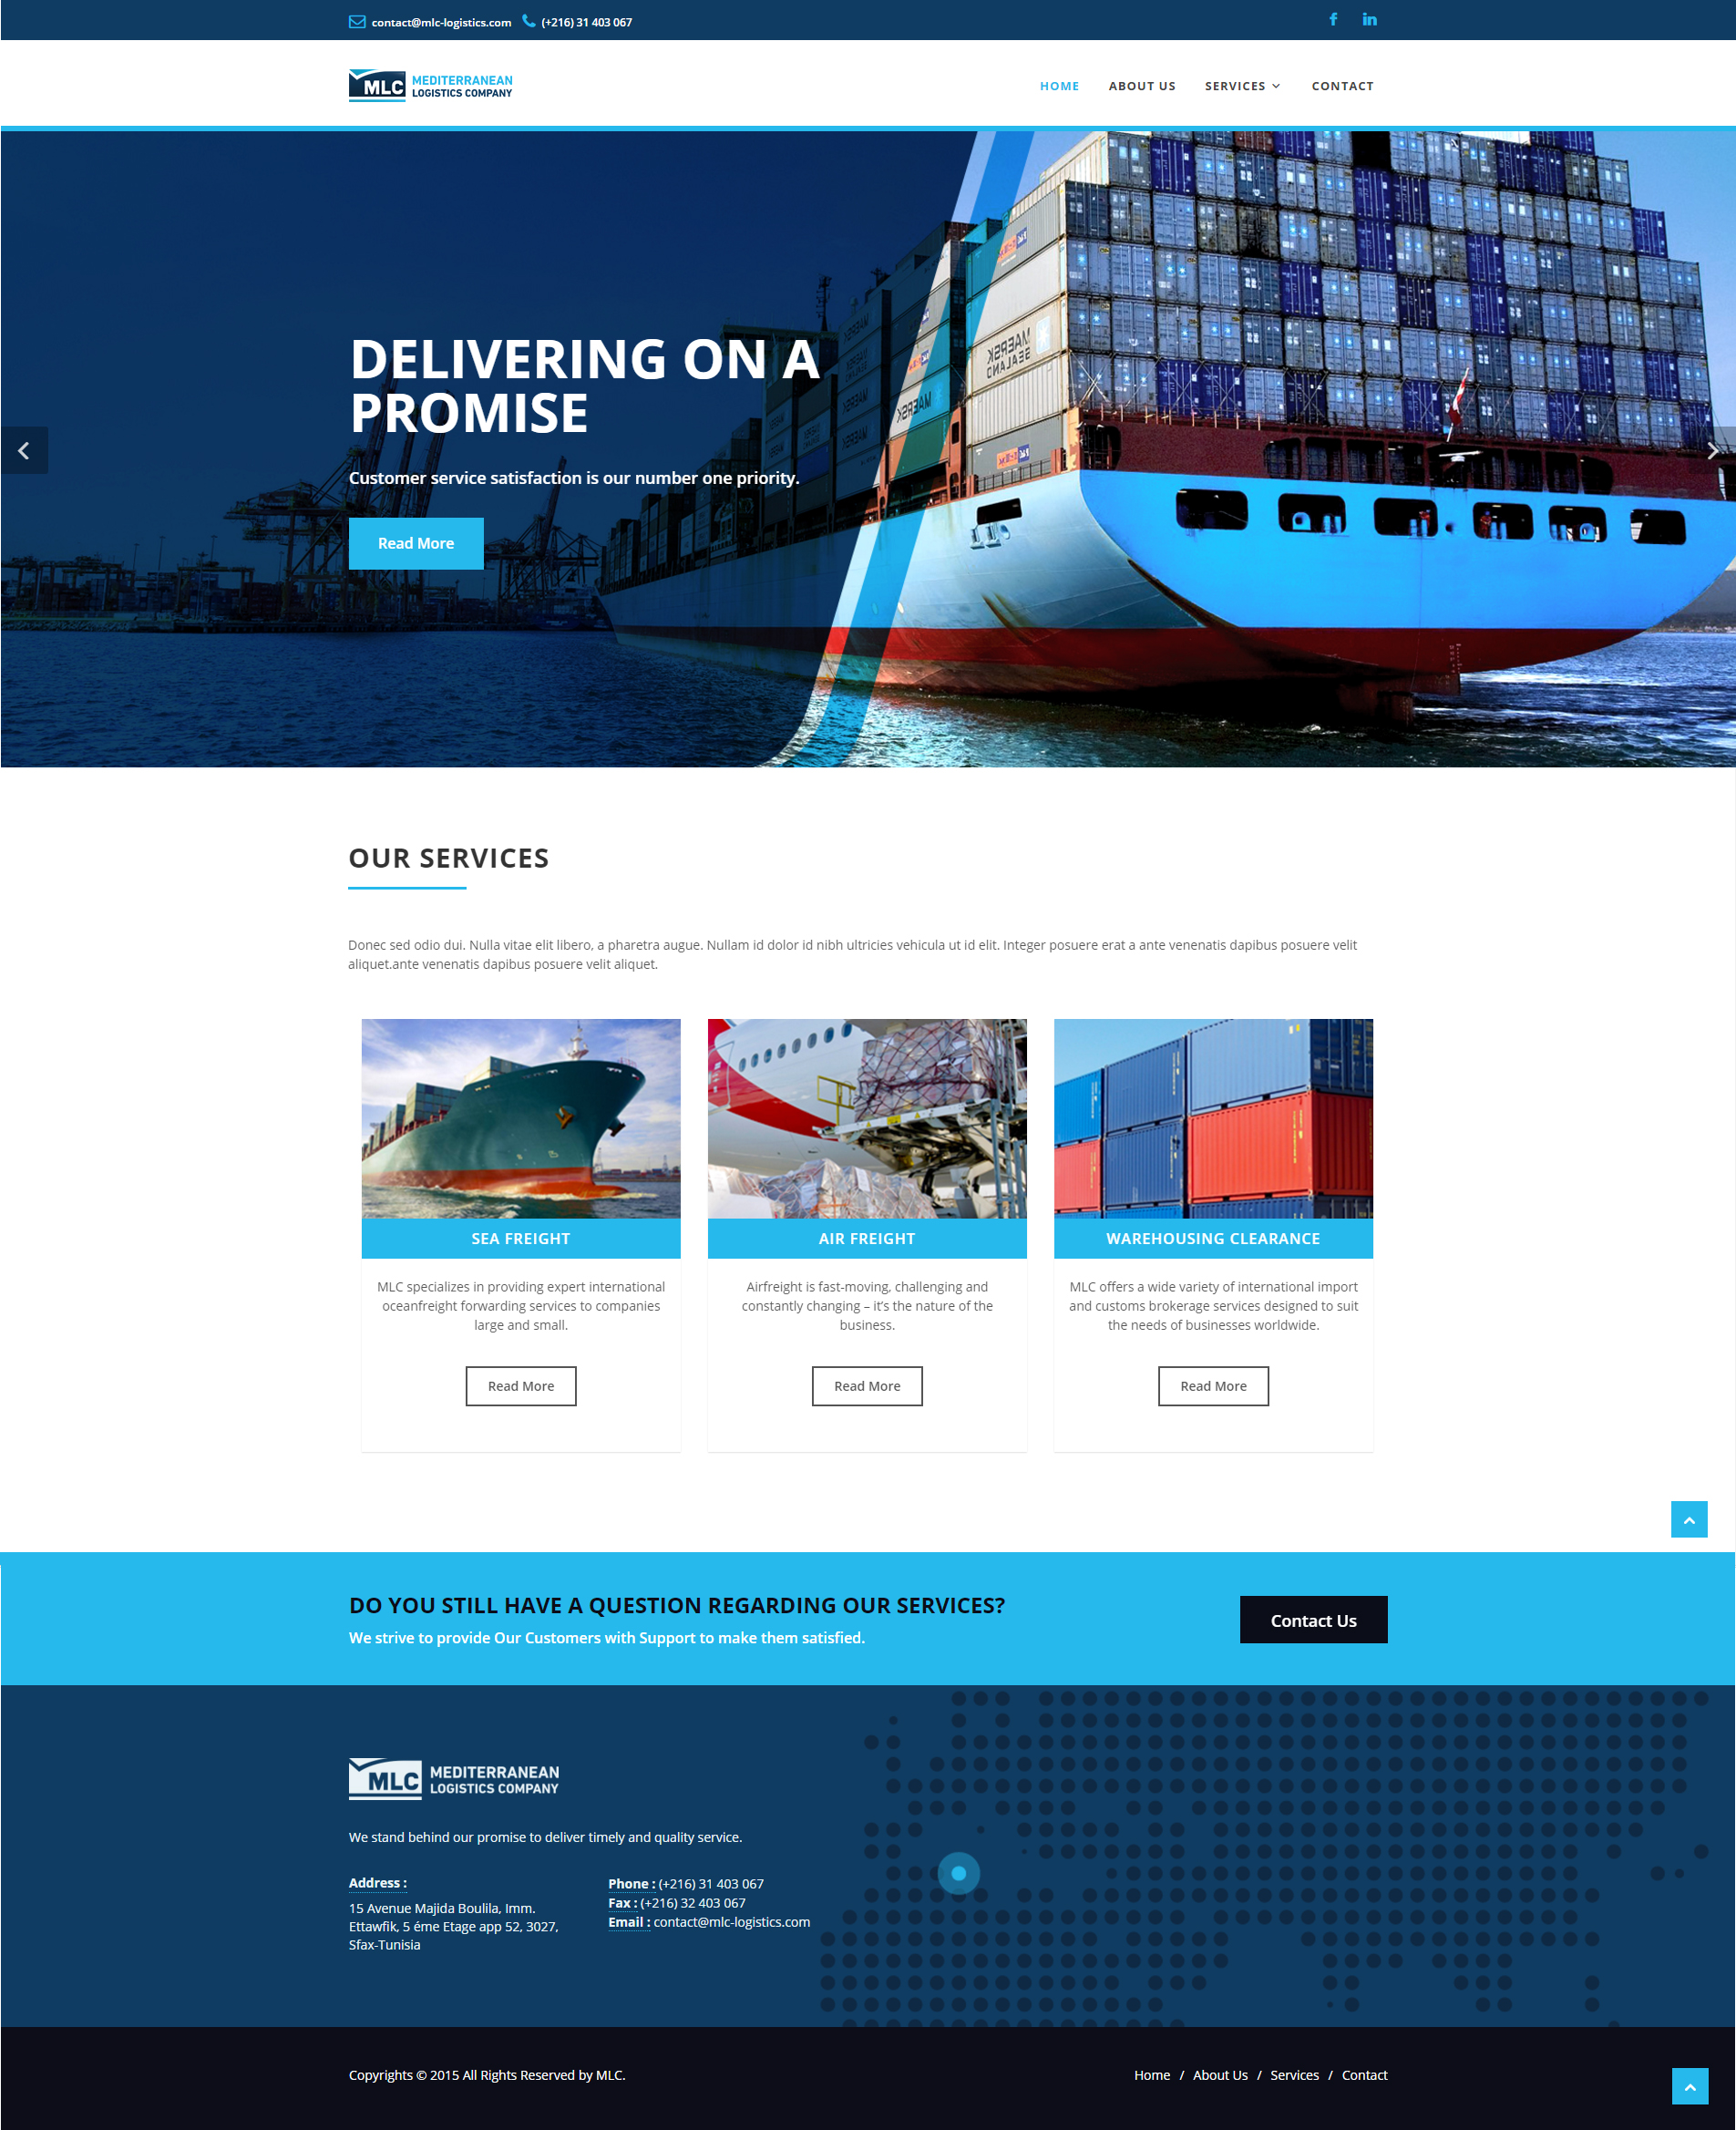 contact@mlc-logistics.com (+216) 31 403 067
MLC MEDITERRANEAN
LOGISTICS COMPANY
HOME ABOUT US SERVICES CONTACT
DELIVERING ON A
PROMISE
Customer service satisfaction is our number one priority.
Read More
MAERSK
SEALAND
MAERSK
OUR SERVICES
Donec sed odio dui. Nulla vitae elit libero, a pharetra augue. Nullam id dolor id nibh ultricies vehicula ut id elit. Integer posuere erat a ante venenatis dapibus posuere velit
aliquet.ante venenatis dapibus posuere velit aliquet.
SEA FREIGHT
MLC specializes in providing expert international
oceanfreight forwarding services to companies
large and small.
Read More
AIR FREIGHT
Airfreight is fast-moving, challenging and
constantly changing – it's the nature of the
business.
Read More
WAREHOUSING CLEARANCE
MLC offers a wide variety of international import
and customs brokerage services designed to suit
the needs of businesses worldwide.
Read More
DO YOU STILL HAVE A QUESTION REGARDING OUR SERVICES?
We strive to provide Our Customers with Support to make them satisfied.
Contact Us
MLC MEDITERRANEAN
LOGISTICS COMPANY
We stand behind our promise to deliver timely and quality service.
Address :
15 Avenue Majida Boulila, Imm.
Ettawfik, 5 éme Etage app 52, 3027,
Sfax-Tunisia
Phone : (+216) 31 403 067
Fax : (+216) 32 403 067
Email : contact@mlc-logistics.com
Copyrights © 2015 All Rights Reserved by MLC.
Home / About Us / Services / Contact